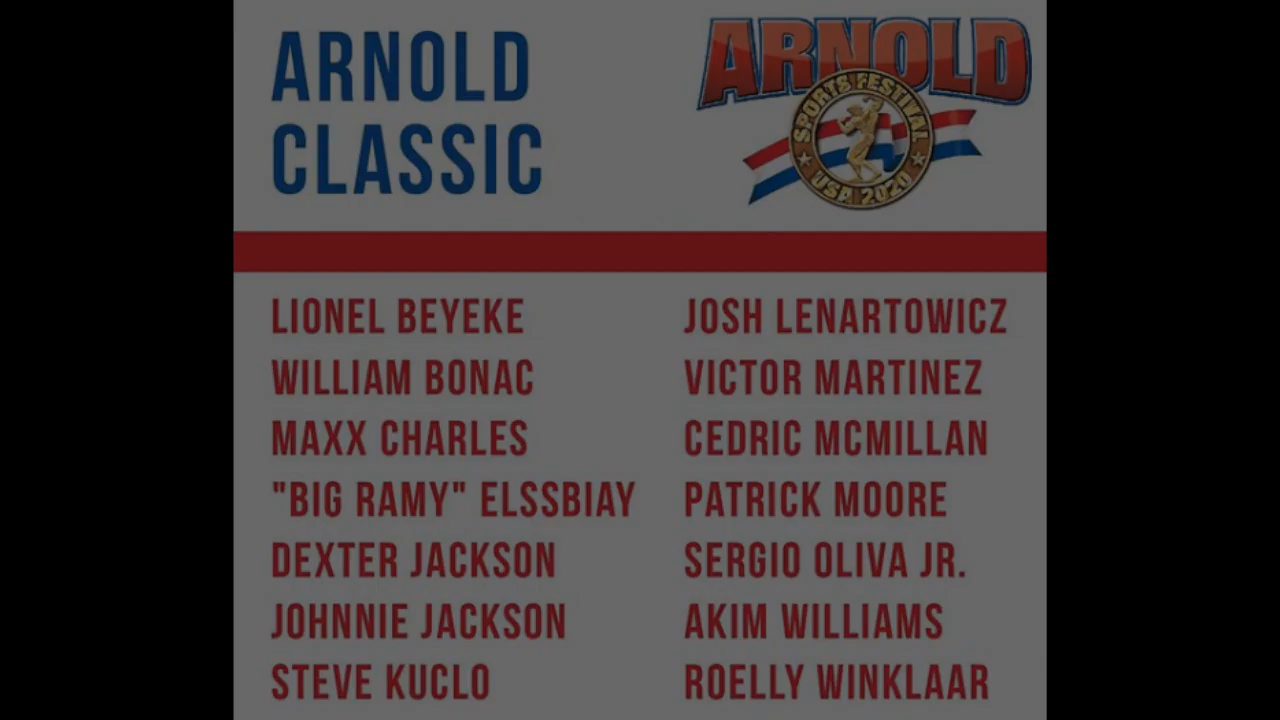 ARNOLD
CLASSIC
ARNOLD
SPORTS FESTIVAL
USA 2020
LIONEL BEYEKE
WILLIAM BONAC
MAXX CHARLES
"BIG RAMY" ELSSBIAY
DEXTER JACKSON
JOHNNIE JACKSON
STEVE KUCLO
JOSH LENARTOWICZ
VICTOR MARTINEZ
CEDRIC MCMILLAN
PATRICK MOORE
SERGIO OLIVA JR.
AKIM WILLIAMS
ROELLY WINKLAAR